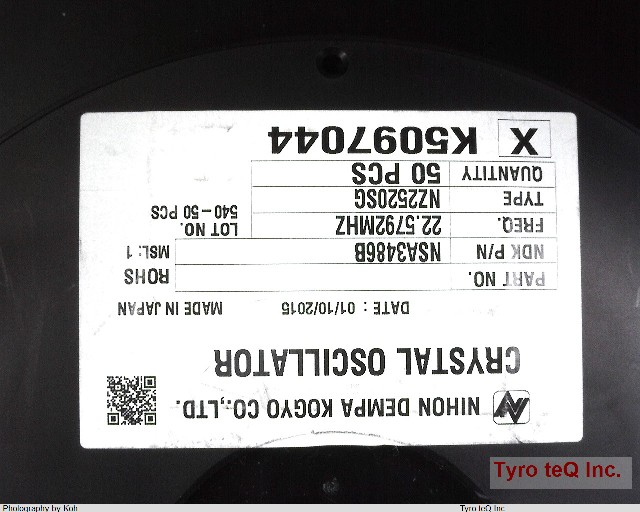 NIHON DEMPA KOGYO CO.,LTD.
CRYSTAL OSCILLATOR
DATE : 01/10/2015 MADE IN JAPAN
PART NO. ROHS
NDK P/N NSA3486B MSL: 1
FREQ. 22.5792MHZ LOT NO.
TYPE NZ2520SG 540-50 PCS
QUANTITY 50 PCS
X K5097044
Tyro teQ Inc.
Photography by Koh Tyro teQ Inc